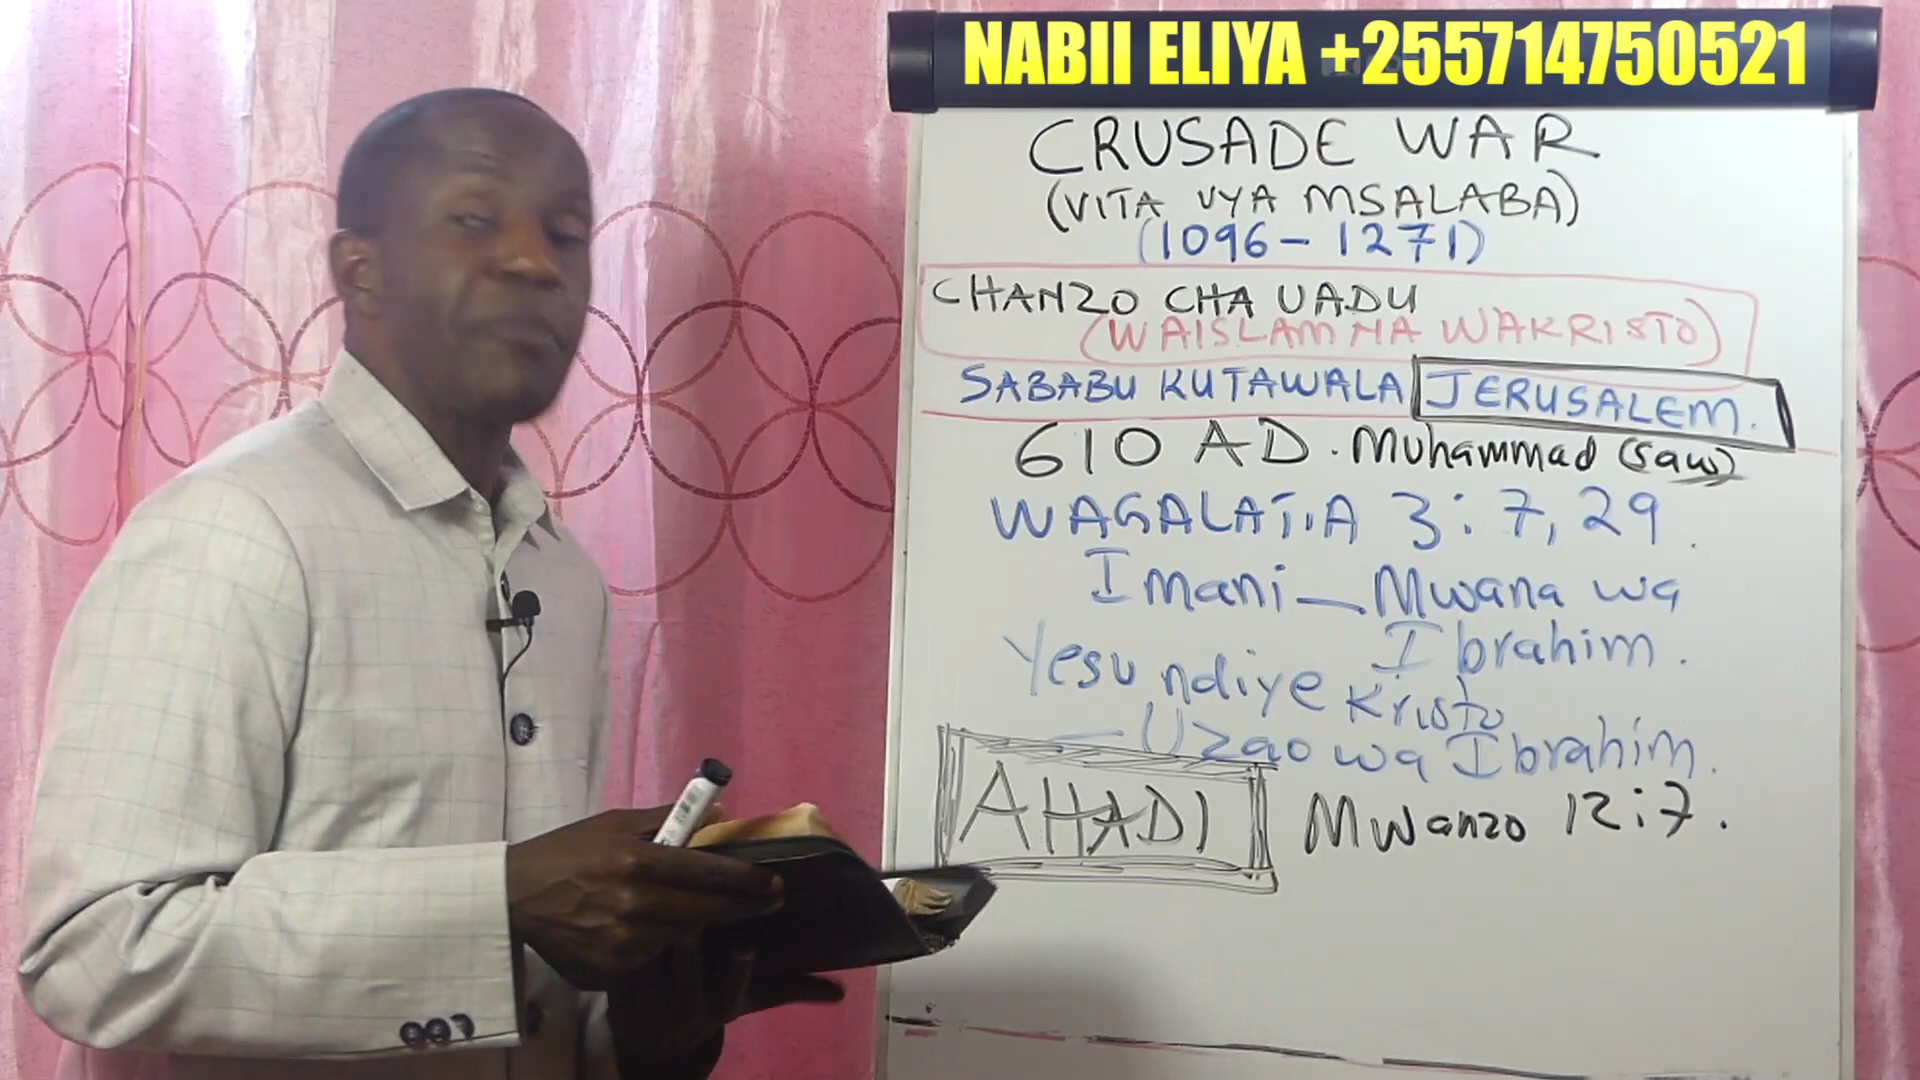 NABII ELIYA +255714750521
CRUSADE WAR
(VITA VYA MSALABA)
(1096-1271)
CHANZO CHA UADU
(WAISLAM NA WAKRISTO)
SABABU KUTAWALA JERUSALEM.
610 AD. Muhammad (saw)
WAGALATIA 3:7,29.
Imani - Mwana wa
Ibrahim.
Yesu ndiye Kristo
- Uzao wa Ibrahim.
AHADI Mwanzo 12:7.